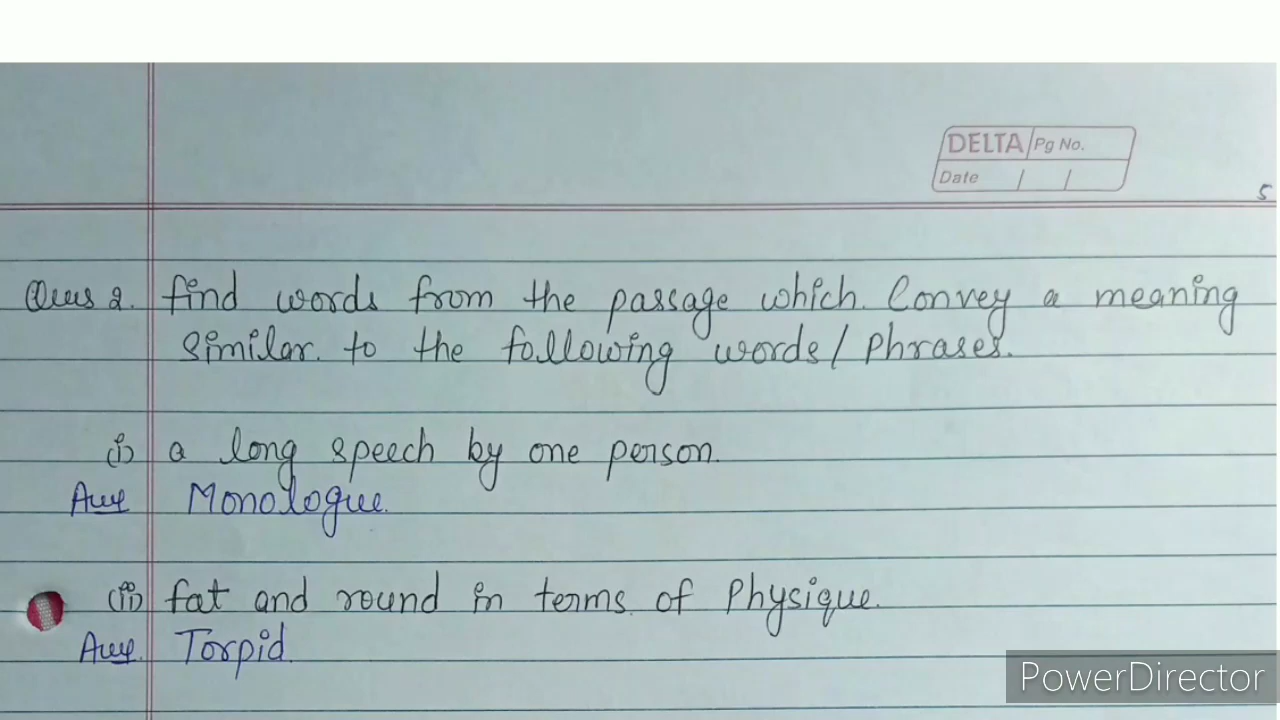 DELTA Pg No.
Date / /
5
Ques 2. find words from the passage which Convey a meaning
similar to the following words/Phrases.
(i) a long speech by one person.
Ans Monologue.
(ii) fat and round in terms of Physique.
Ans. Torpid.
PowerDirector